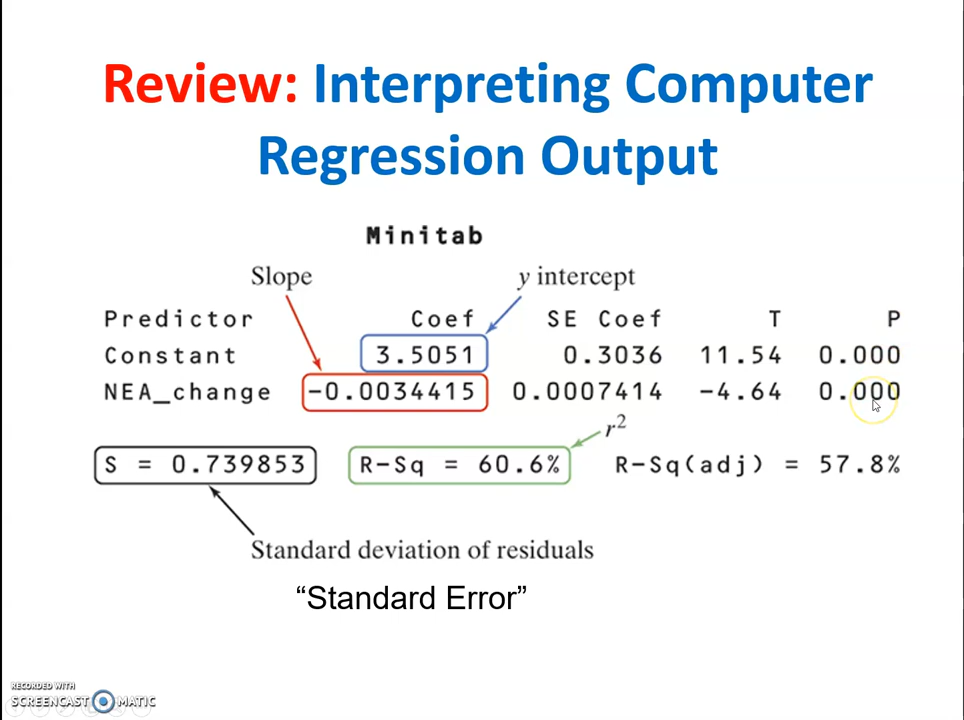 Review: Interpreting Computer
Regression Output
Minitab
Slope y intercept
Predictor Coef SE Coef T P
Constant 3.5051 0.3036 11.54 0.000
NEA_change -0.0034415 0.0007414 -4.64 0.000
r²
S = 0.739853 R-Sq = 60.6% R-Sq(adj) = 57.8%
Standard deviation of residuals
“Standard Error”
RECORDED WITH
SCREENCAST MATIC